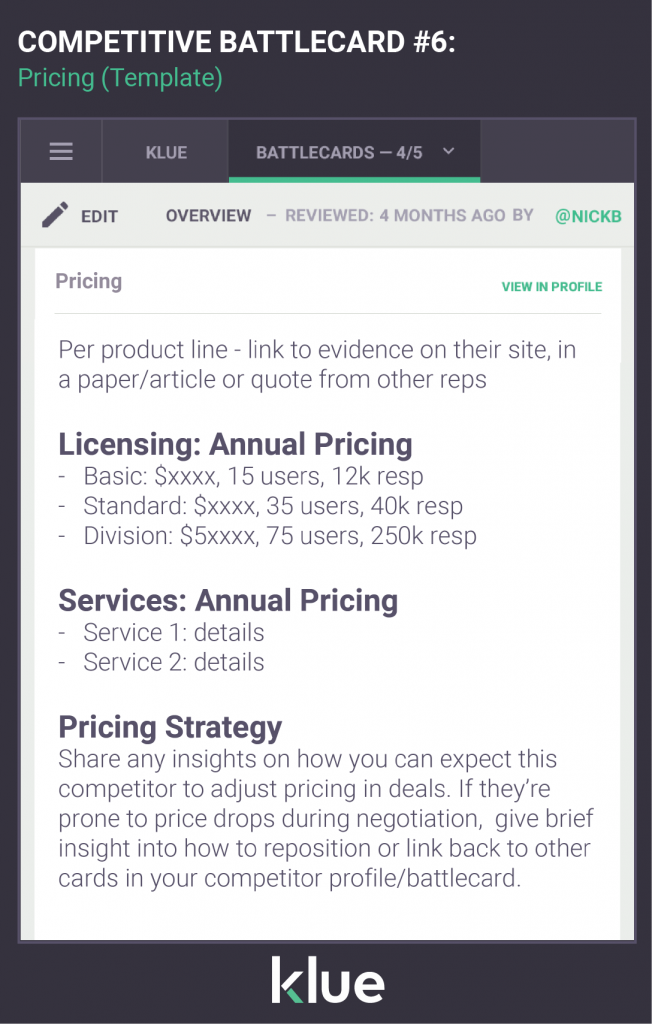 COMPETITIVE BATTLECARD #6:
Pricing (Template)
KLUE
BATTLECARDS – 4/5
EDIT
OVERVIEW – REVIEWED: 4 MONTHS AGO BY @NICKB
Pricing
VIEW IN PROFILE
Per product line - link to evidence on their site, in
a paper/article or quote from other reps
Licensing: Annual Pricing
- Basic: $xxxx, 15 users, 12k resp
- Standard: $xxxx, 35 users, 40k resp
- Division: $5xxxx, 75 users, 250k resp
Services: Annual Pricing
- Service 1: details
- Service 2: details
Pricing Strategy
Share any insights on how you can expect this
competitor to adjust pricing in deals. If they’re
prone to price drops during negotiation,  give brief
insight into how to reposition or link back to other
cards in your competitor profile/battlecard.
klue